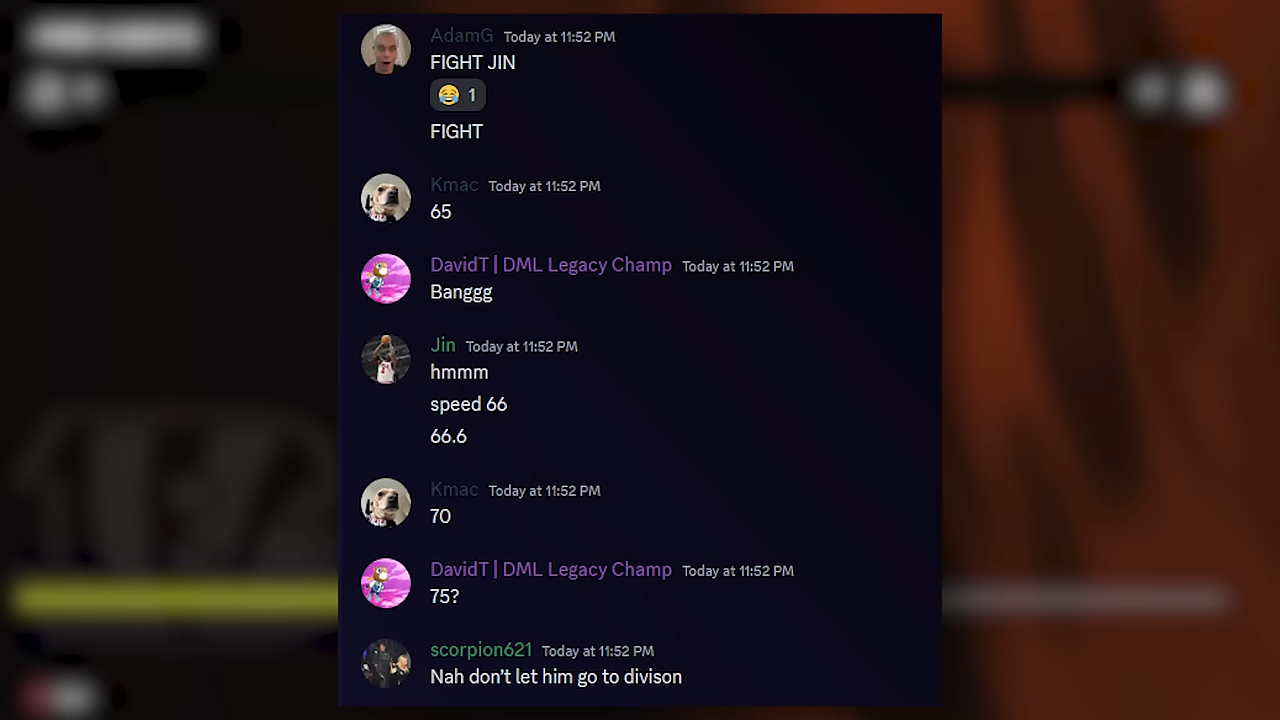 AdamG Today at 11:52 PM
FIGHT JIN
😂 1
FIGHT
Kmac Today at 11:52 PM
65
DavidT | DML Legacy Champ Today at 11:52 PM
Banggg
Jin Today at 11:52 PM
hmmm
speed 66
66.6
Kmac Today at 11:52 PM
70
DavidT | DML Legacy Champ Today at 11:52 PM
75?
scorpion621 Today at 11:52 PM
Nah don't let him go to divison